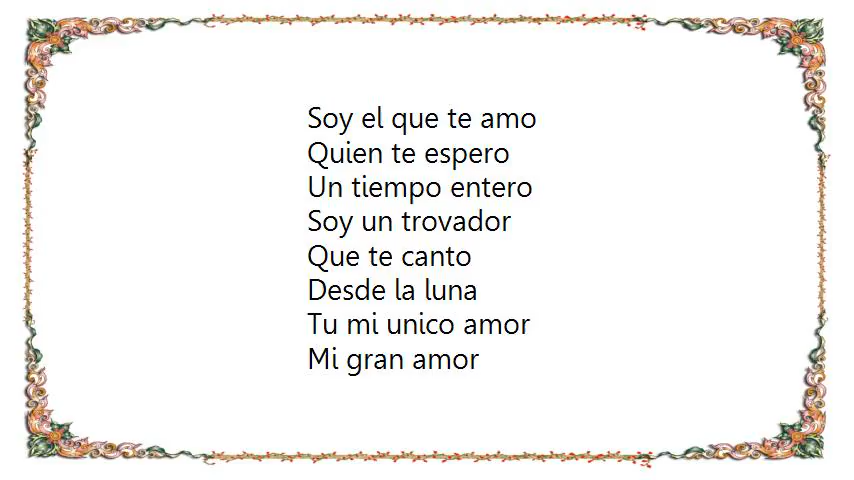 Soy el que te amo
Quien te espero
Un tiempo entero
Soy un trovador
Que te canto
Desde la luna
Tu mi unico amor
Mi gran amor